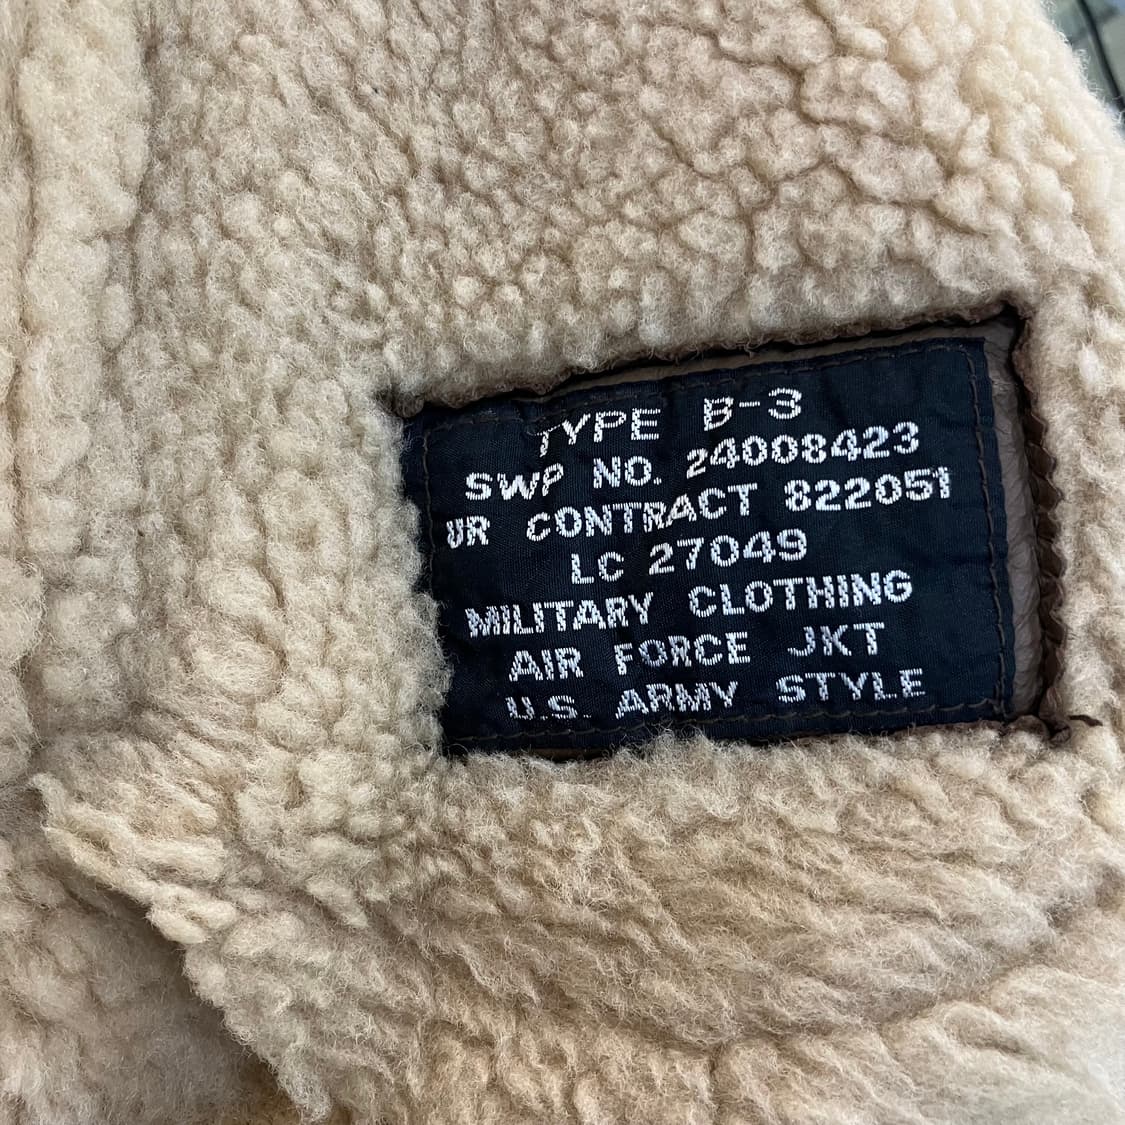 TYPE B-3
SWP NO. 24008423
UR CONTRACT 822051
LC 27049
MILITARY CLOTHING
AIR FORCE JKT
U.S. ARMY STYLE